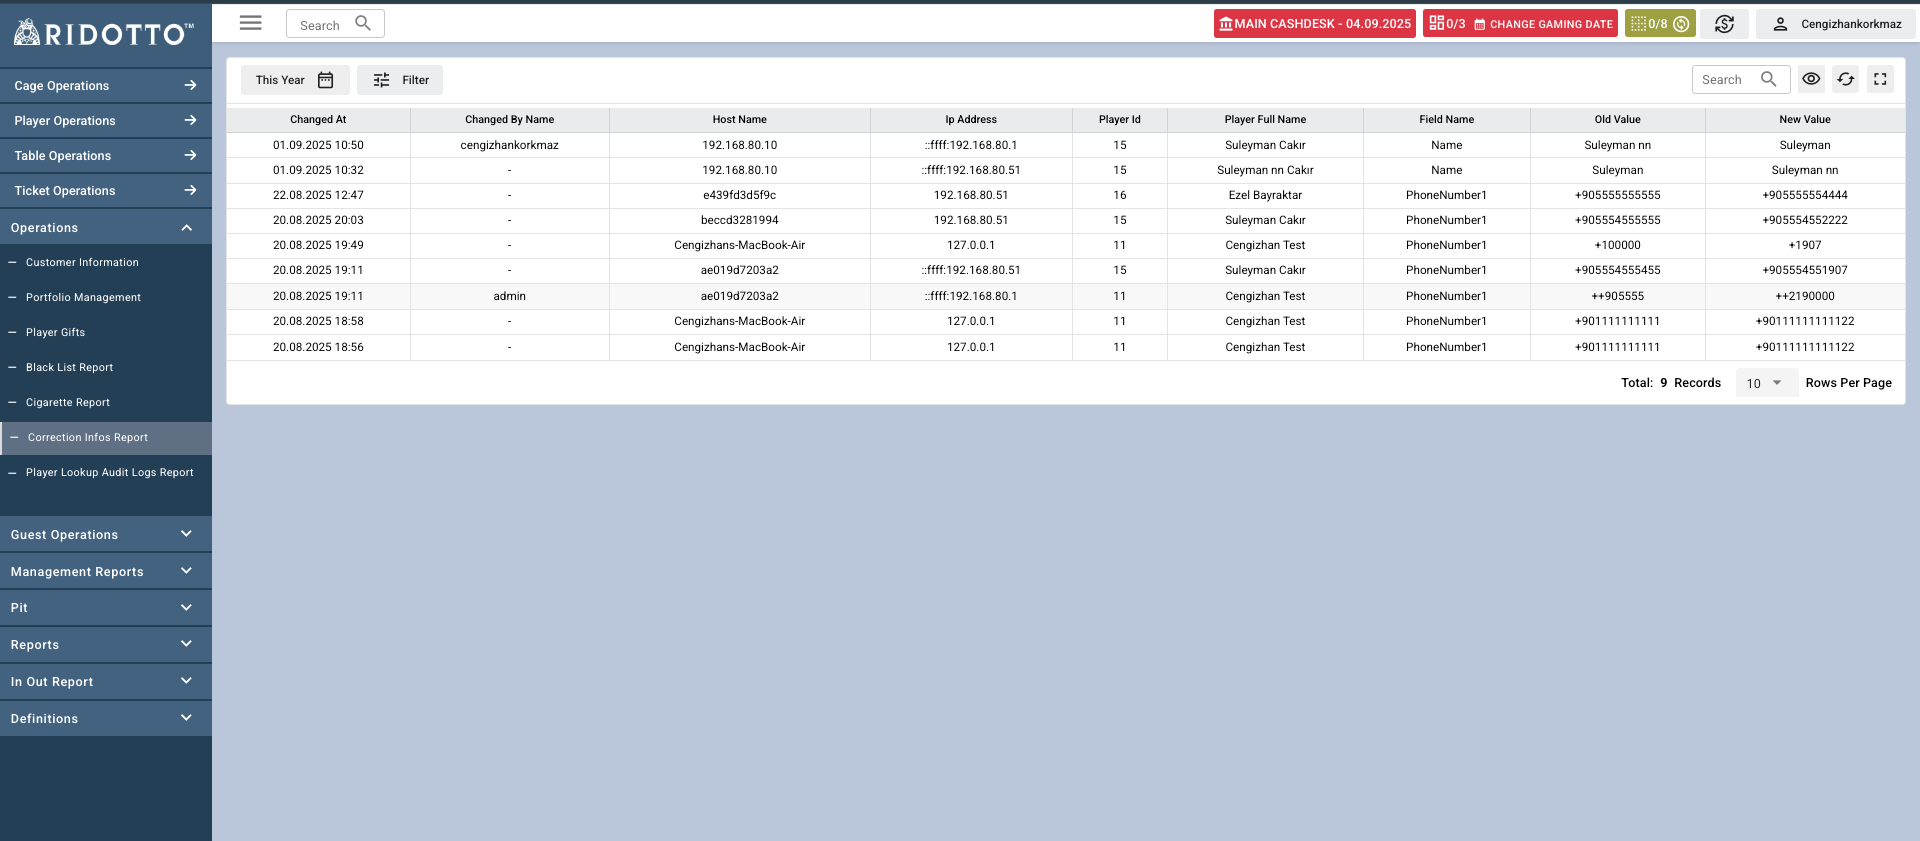 RIDOTTO™
Search
MAIN CASHDESK - 04.09.2025
0/3 CHANGE GAMING DATE
0/8
Cengizhankorkmaz
Cage Operations
Player Operations
Table Operations
Ticket Operations
Operations
Customer Information
Portfolio Management
Player Gifts
Black List Report
Cigarette Report
Correction Infos Report
Player Lookup Audit Logs Report
Guest Operations
Management Reports
Pit
Reports
In Out Report
Definitions
This Year
Filter
Search
Changed At Changed By Name Host Name Ip Address Player Id Player Full Name Field Name Old Value New Value
01.09.2025 10:50 cengizhankorkmaz 192.168.80.10 ::ffff:192.168.80.1 15 Suleyman Cakır Name Suleyman nn Suleyman
01.09.2025 10:32 - 192.168.80.10 ::ffff:192.168.80.51 15 Suleyman nn Cakır Name Suleyman Suleyman nn
22.08.2025 12:47 - e439fd3d5f9c 192.168.80.51 16 Ezel Bayraktar PhoneNumber1 +905555555555 +905555554444
20.08.2025 20:03 - beccd3281994 192.168.80.51 15 Suleyman Cakır PhoneNumber1 +905554555555 +905554552222
20.08.2025 19:49 - Cengizhans-MacBook-Air 127.0.0.1 11 Cengizhan Test PhoneNumber1 +100000 +1907
20.08.2025 19:11 - ae019d7203a2 ::ffff:192.168.80.51 15 Suleyman Cakır PhoneNumber1 +905554555455 +905554551907
20.08.2025 19:11 admin ae019d7203a2 ::ffff:192.168.80.1 11 Cengizhan Test PhoneNumber1 ++905555 ++2190000
20.08.2025 18:58 - Cengizhans-MacBook-Air 127.0.0.1 11 Cengizhan Test PhoneNumber1 +901111111111 +90111111111122
20.08.2025 18:56 - Cengizhans-MacBook-Air 127.0.0.1 11 Cengizhan Test PhoneNumber1 +901111111111 +90111111111122
Total: 9 Records 10 Rows Per Page